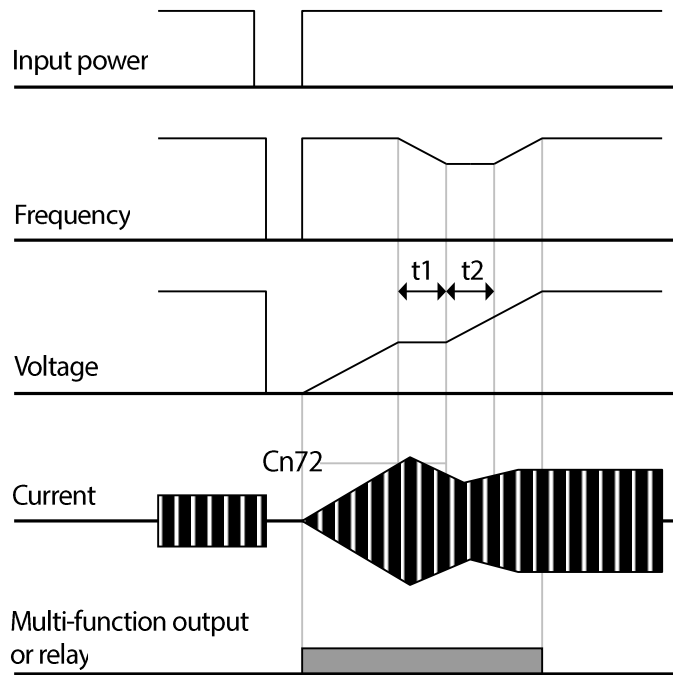 Input power
Frequency
t1 t2
Voltage
Cn72
Current
Multi-function output
or relay